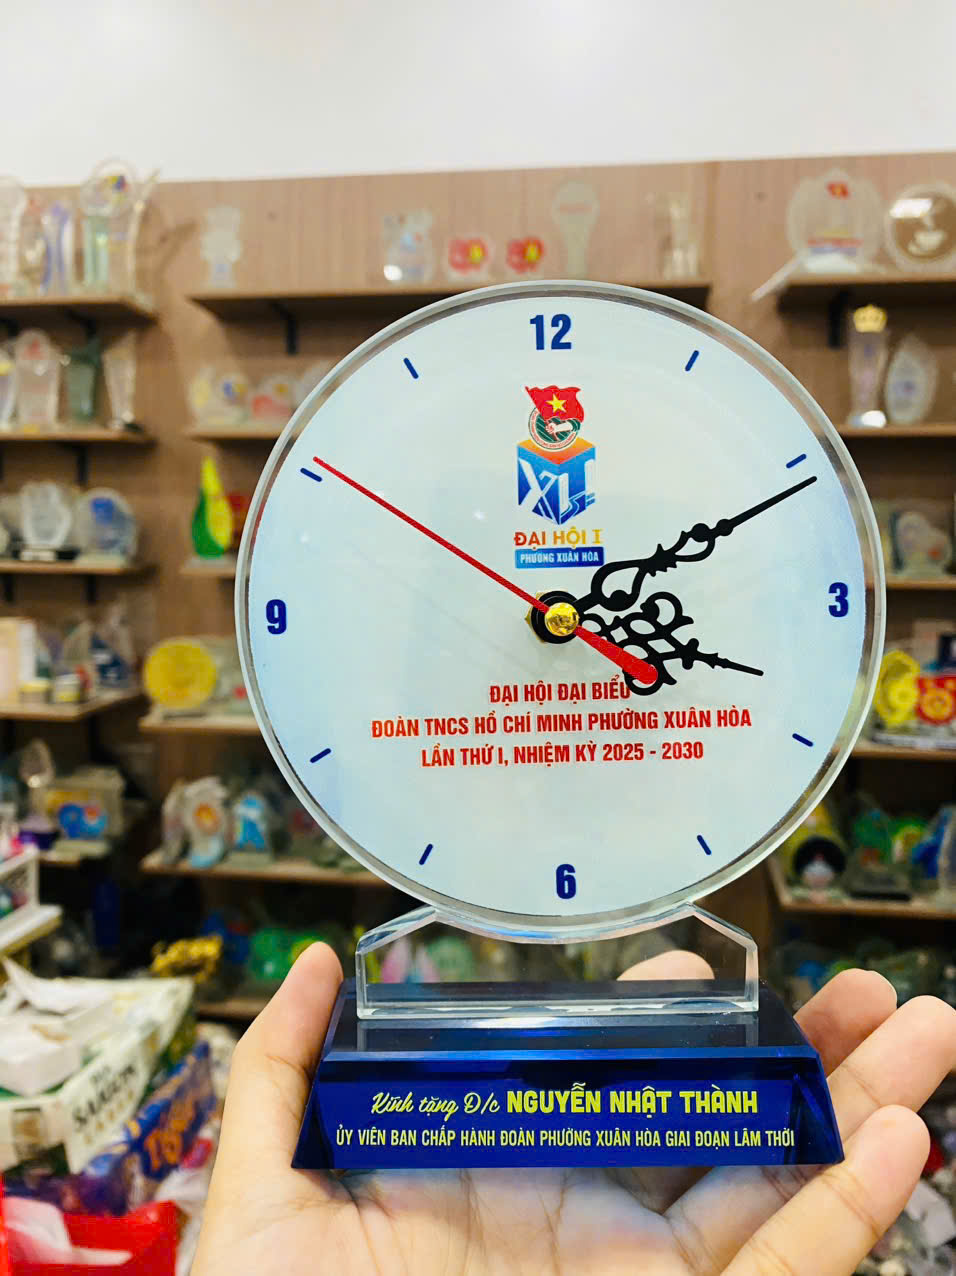 12
XU
ĐẠI HỘI I
PHƯỜNG XUÂN HÒA
9
3
ĐẠI HỘI ĐẠI BIỂU
ĐOÀN TNCS HỒ CHÍ MINH PHƯỜNG XUÂN HÒA
LẦN THỨ I, NHIỆM KỲ 2025 - 2030
6
Kính tặng Đ/c NGUYỄN NHẬT THÀNH
ỦY VIÊN BAN CHẤP HÀNH ĐOÀN PHƯỜNG XUÂN HÒA GIAI ĐOẠN LÂM THỜI